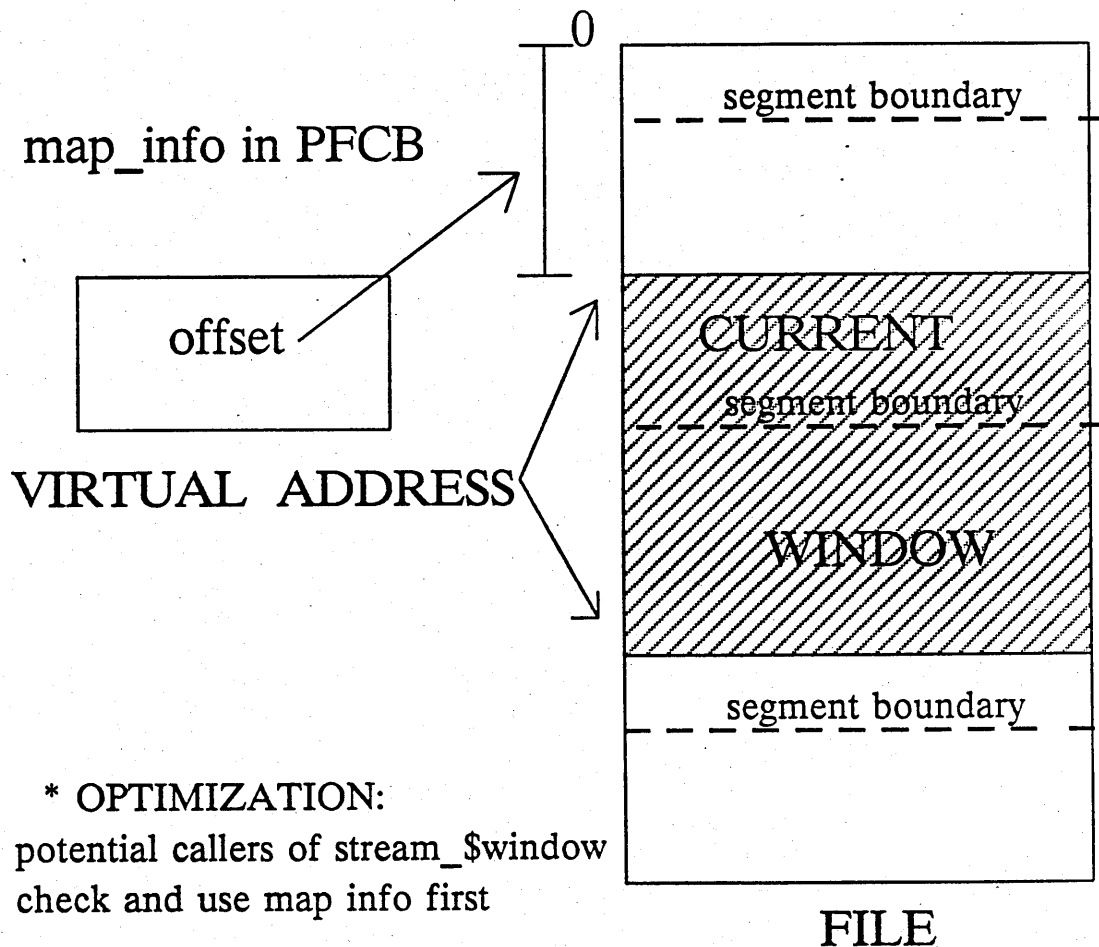 0
segment boundary
map_info in PFCB
offset
CURRENT
segment boundary
VIRTUAL ADDRESS
WINDOW
segment boundary
* OPTIMIZATION:
potential callers of stream_$window
check and use map info first
FILE